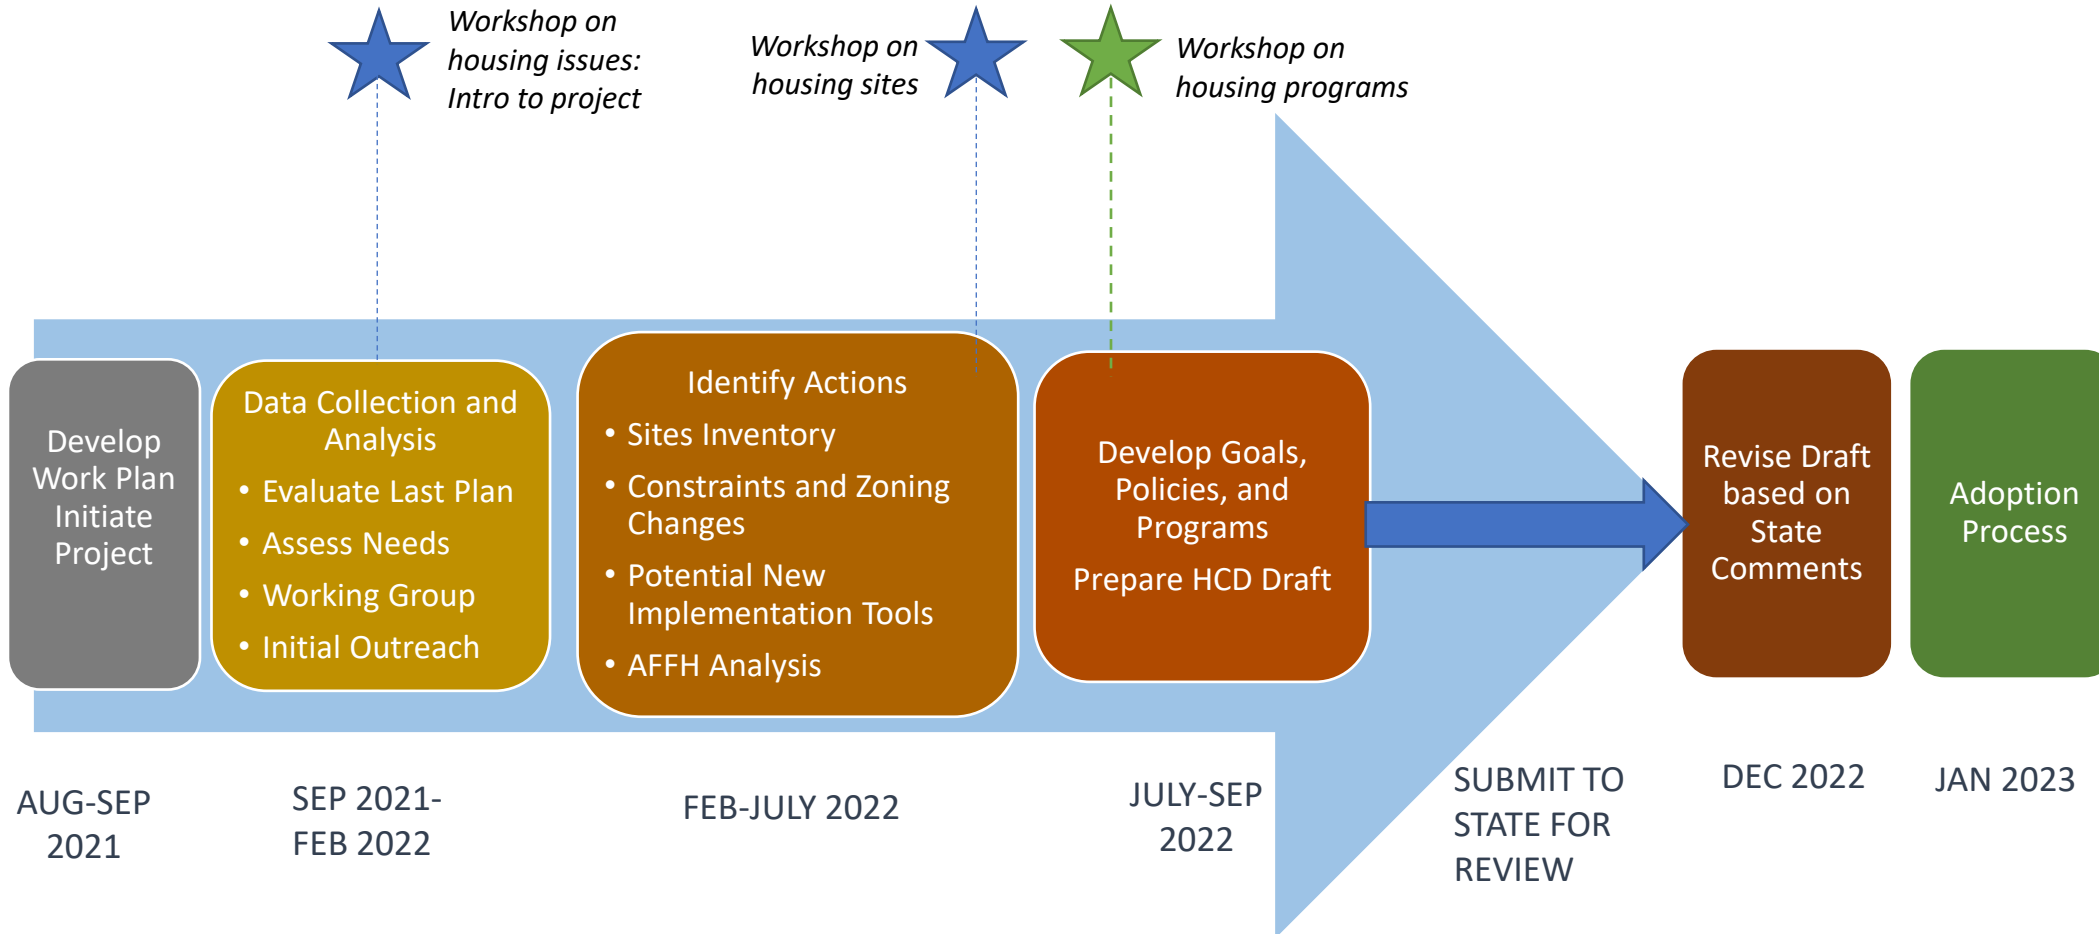 Workshop on
housing issues:
Intro to project
Workshop on
housing sites
Workshop on
housing programs
Develop
Work Plan
Initiate
Project
Data Collection and
Analysis
• Evaluate Last Plan
• Assess Needs
• Working Group
• Initial Outreach
Identify Actions
• Sites Inventory
• Constraints and Zoning
Changes
• Potential New
Implementation Tools
• AFFH Analysis
Develop Goals,
Policies, and
Programs
Prepare HCD Draft
Revise Draft
based on
State
Comments
Adoption
Process
AUG-SEP
2021
SEP 2021-
FEB 2022
FEB-JULY 2022
JULY-SEP
2022
SUBMIT TO
STATE FOR
REVIEW
DEC 2022
JAN 2023